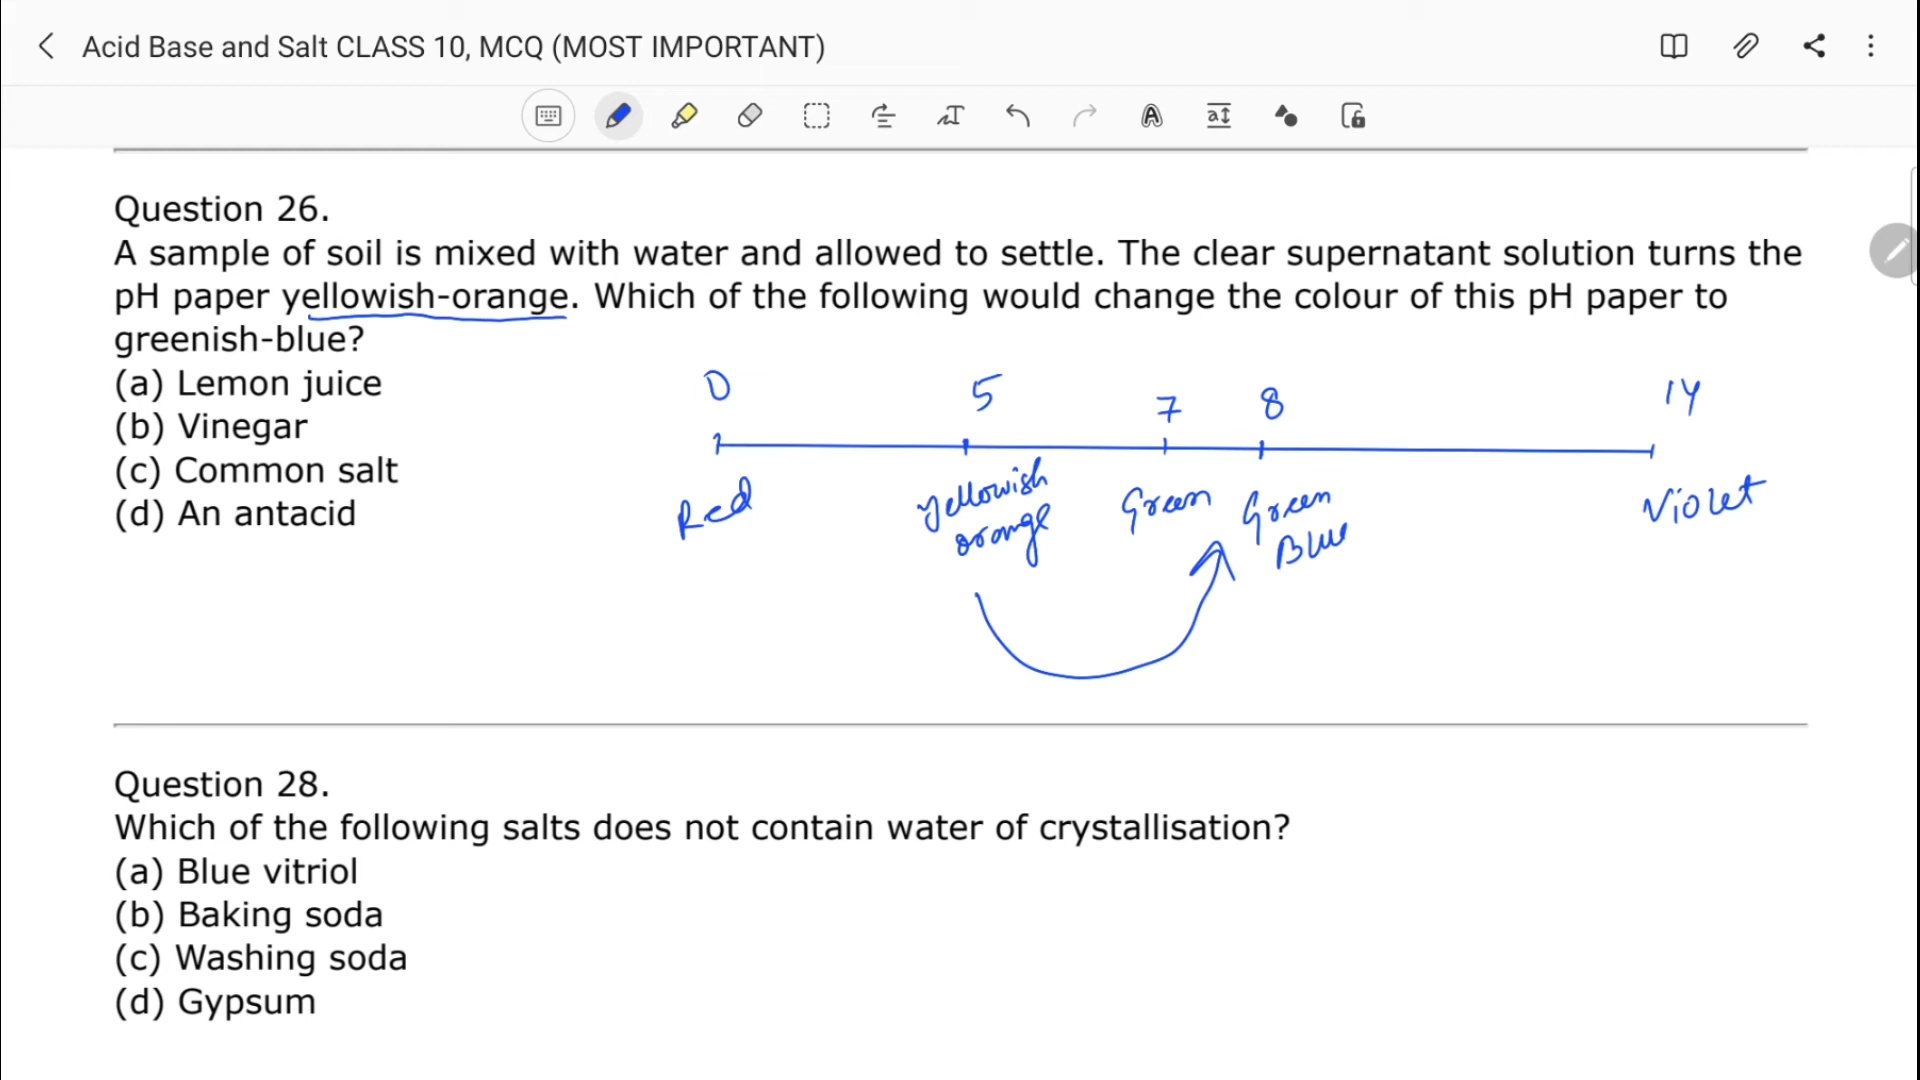 Acid Base and Salt CLASS 10, MCQ (MOST IMPORTANT)
Question 26.
A sample of soil is mixed with water and allowed to settle. The clear supernatant solution turns the
pH paper yellowish-orange. Which of the following would change the colour of this pH paper to
greenish-blue?
(a) Lemon juice
(b) Vinegar
(c) Common salt
(d) An antacid
0 5 7 8 14
Red Yellowish orange Green Green Blue Violet
Question 28.
Which of the following salts does not contain water of crystallisation?
(a) Blue vitriol
(b) Baking soda
(c) Washing soda
(d) Gypsum